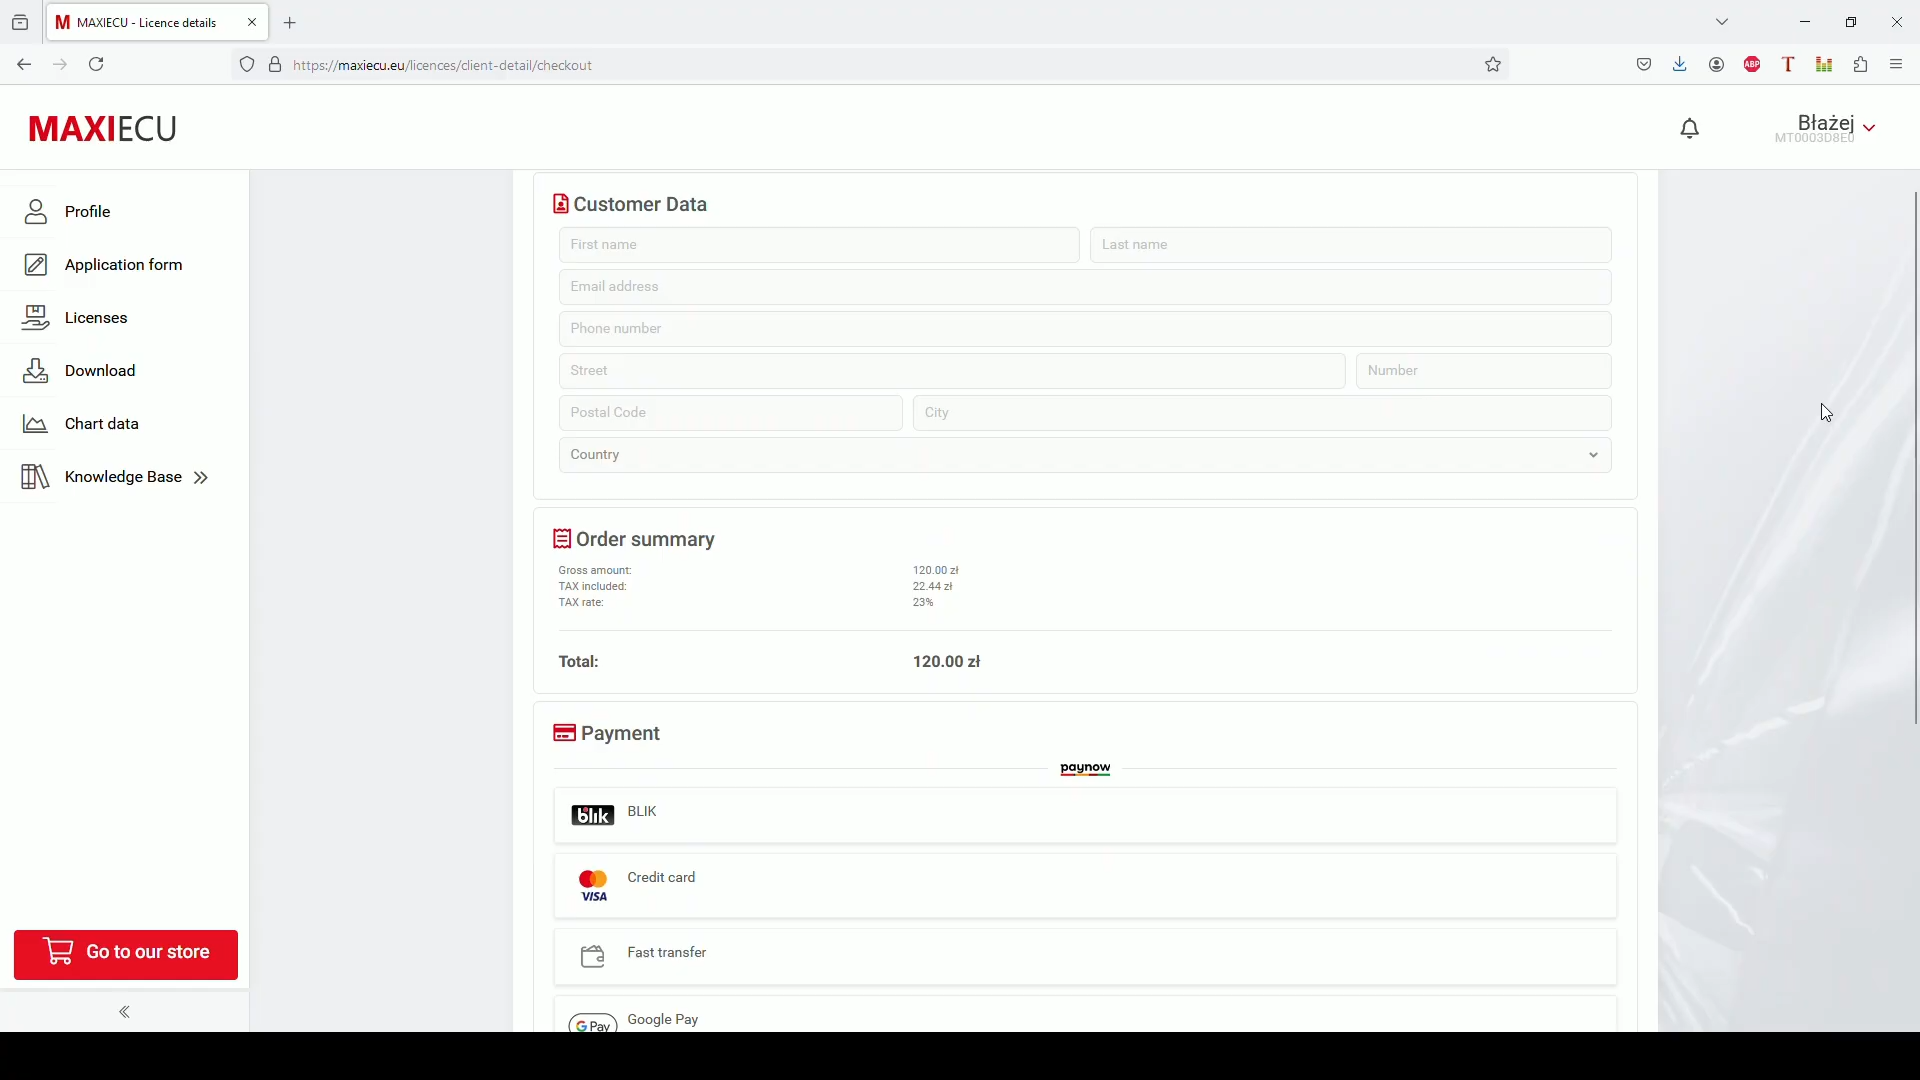 M MAXIECU - Licence details
https://maxiecu.eu/licences/client-detail/checkout
ABP
T
MAXIECU
Błażej
MT0003D8E0
Profile
Application form
Licenses
Download
Chart data
Knowledge Base
Go to our store
Customer Data
First name Last name
Email address
Phone number
Street Number
Postal Code City
Country
Order summary
Gross amount: 120.00 zł
TAX included: 22.44 zł
TAX rate: 23%
Total: 120.00 zł
Payment
paynow
blik BLIK
VISA Credit card
Fast transfer
G Pay Google Pay